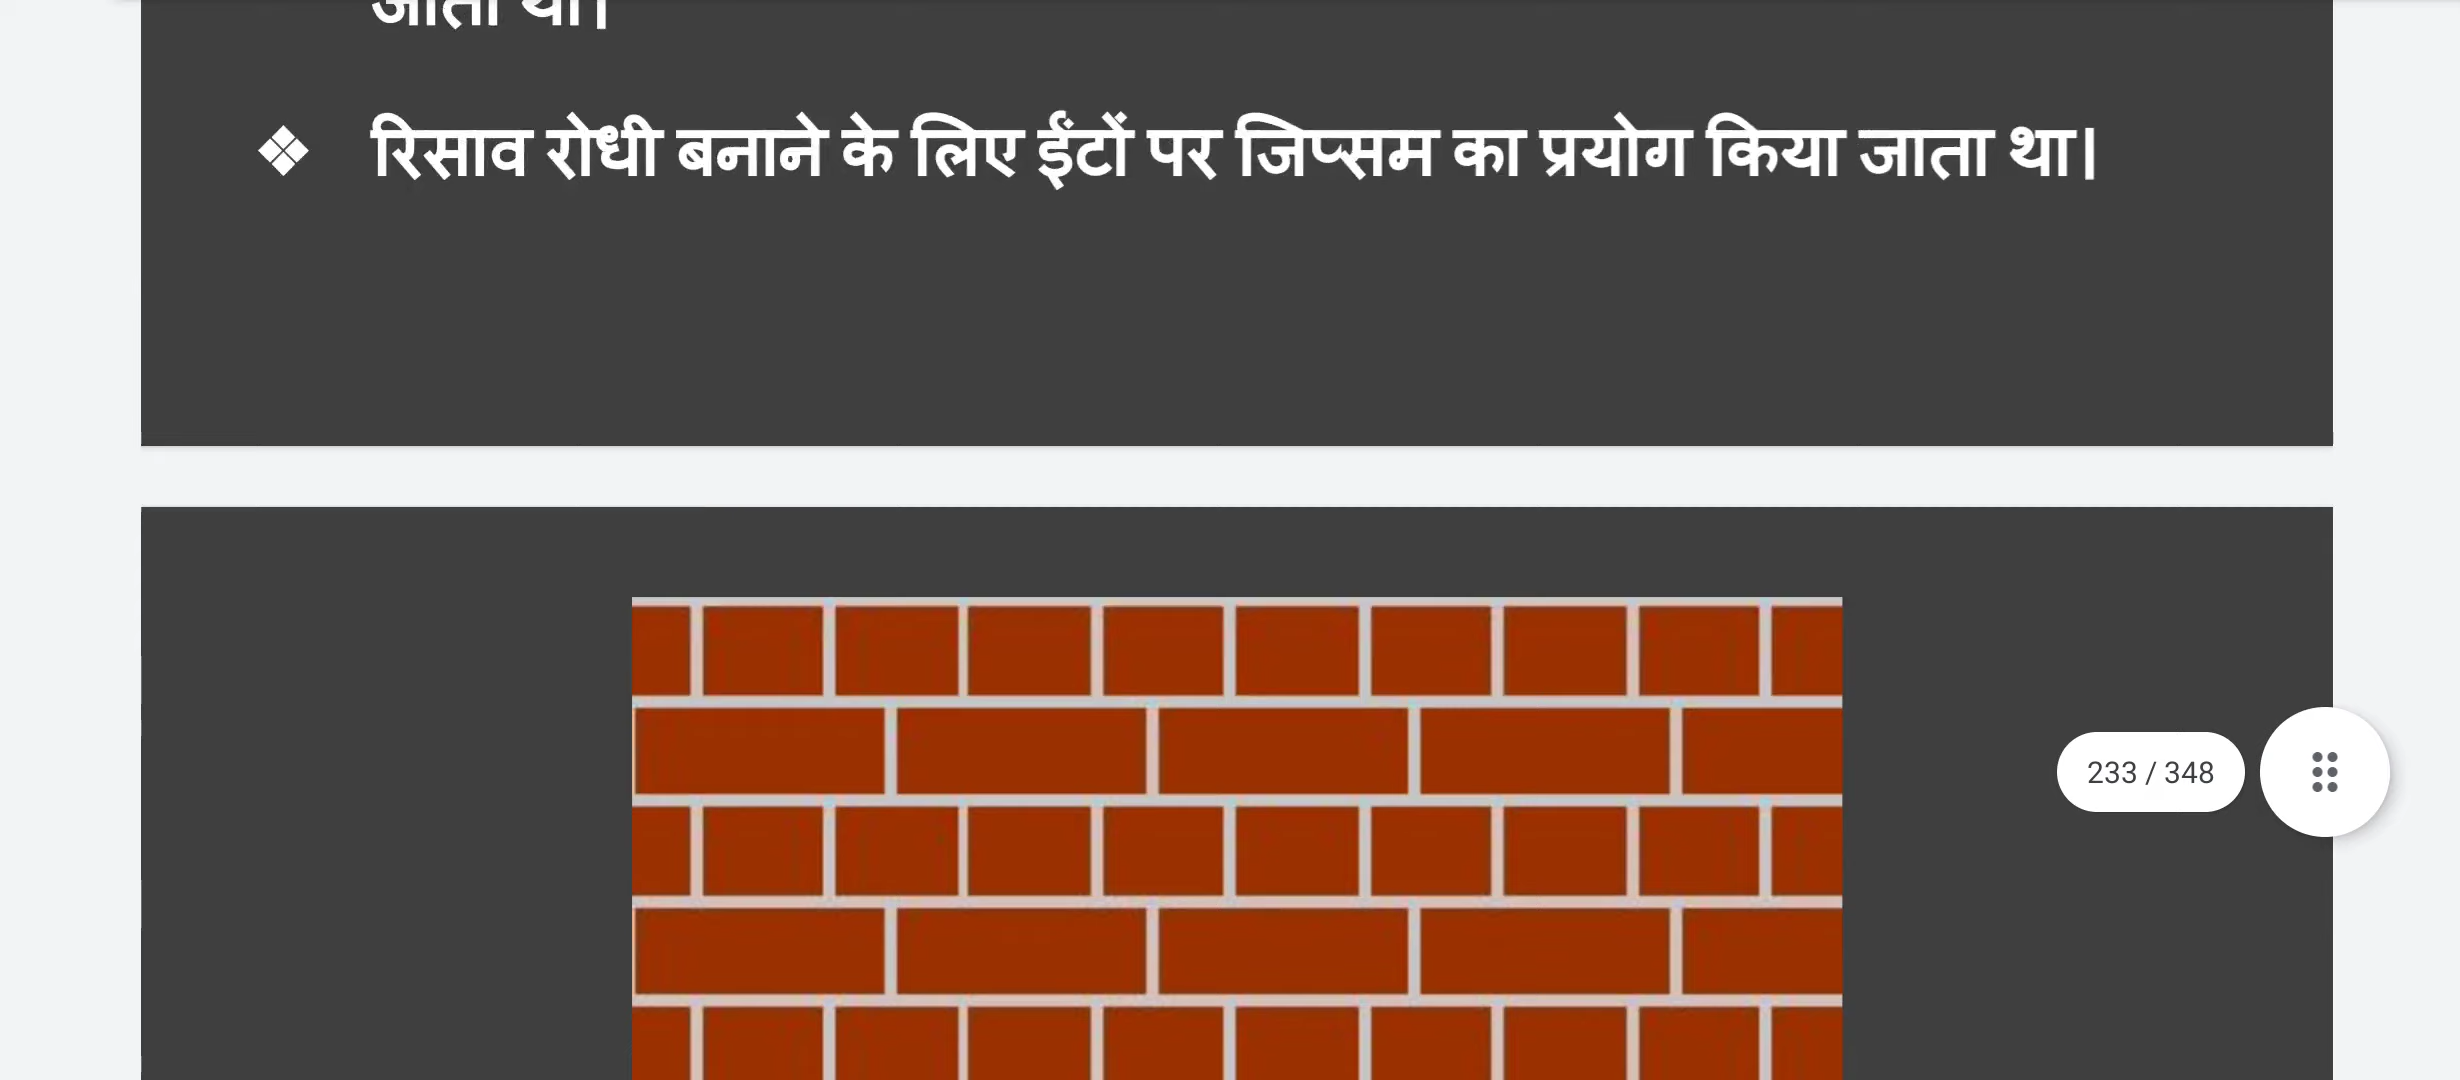 जाता था।
❖ रिसाव रोधी बनाने के लिए ईंटों पर जिप्सम का प्रयोग किया जाता था।
233 / 348